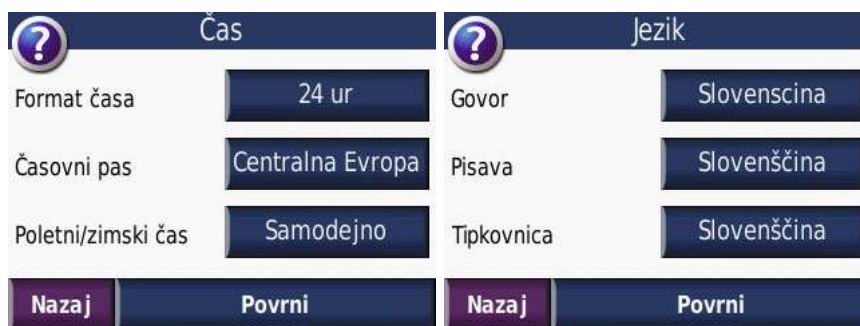 Čas
Format časa 24 ur
Časovni pas Centralna Evropa
Poletni/zimski čas Samodejno
Nazaj Povrni
Jezik
Govor Slovenscina
Pisava Slovenščina
Tipkovnica Slovenščina
Nazaj Povrni